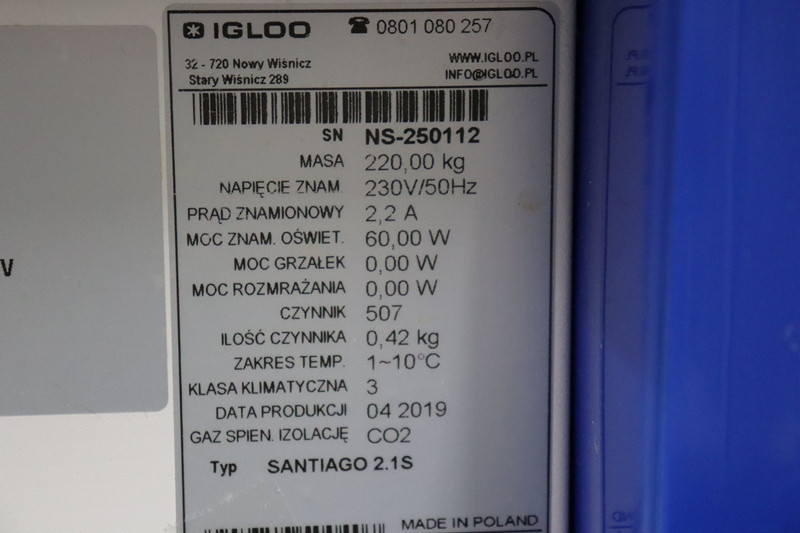 IGLOO ☎ 0801 080 257
32 - 720 Nowy Wiśnicz WWW.IGLOO.PL
Stary Wiśnicz 289 INFO@IGLOO.PL
SN NS-250112
MASA 220,00 kg
NAPIĘCIE ZNAM. 230V/50Hz
PRĄD ZNAMIONOWY 2,2 A
MOC ZNAM. OŚWIET. 60,00 W
MOC GRZAŁEK 0,00 W
MOC ROZMRAŻANIA 0,00 W
CZYNNIK 507
ILOŚĆ CZYNNIKA 0,42 kg
ZAKRES TEMP. 1~10°C
KLASA KLIMATYCZNA 3
DATA PRODUKCJI 04 2019
GAZ SPIEN. IZOLACJĘ CO2
Typ SANTIAGO 2.1S
MADE IN POLAND
V